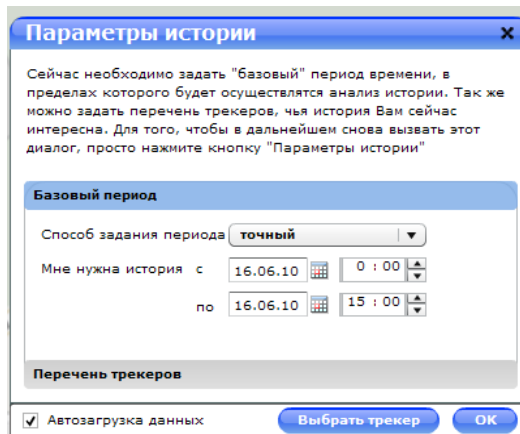 Параметры истории
Сейчас необходимо задать "базовый" период времени, в
пределах которого будет осуществлятся анализ истории. Так же
можно задать перечень трекеров, чья история Вам сейчас
интересна. Для того, чтобы в дальнейшем снова вызвать этот
диалог, просто нажмите кнопку "Параметры истории"
Базовый период
Способ задания периода точный
Мне нужна история с 16.06.10 0 : 00
по 16.06.10 15 : 00
Перечень трекеров
Автозагрузка данных Выбрать трекер OK